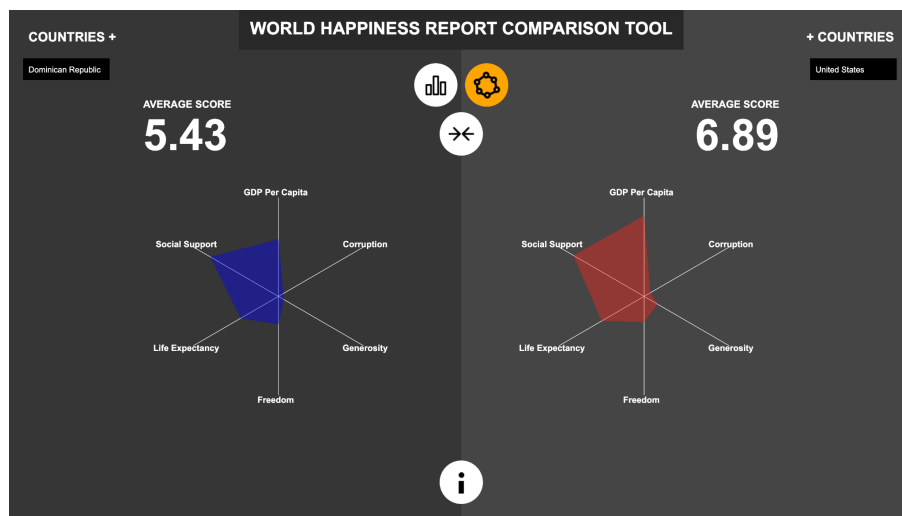 WORLD HAPPINESS REPORT COMPARISON TOOL
COUNTRIES +
+ COUNTRIES
Dominican Republic
United States
AVERAGE SCORE
5.43
AVERAGE SCORE
6.89
GDP Per Capita
Social Support
Corruption
Life Expectancy
Generosity
Freedom
GDP Per Capita
Social Support
Corruption
Life Expectancy
Generosity
Freedom
i